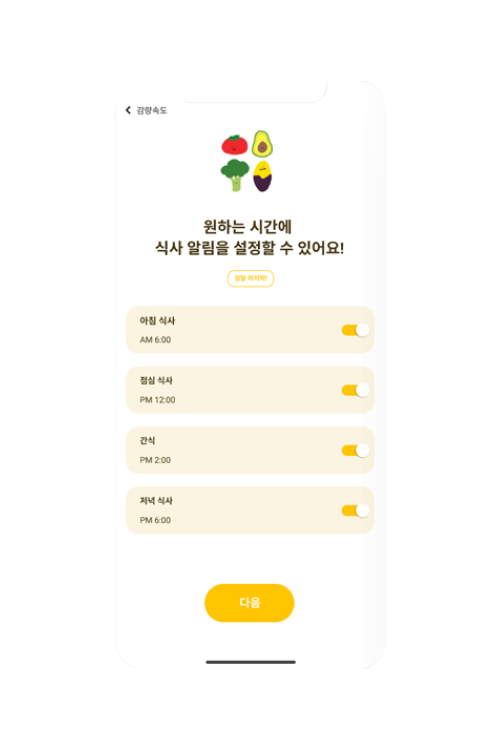 감량속도
원하는 시간에
식사 알림을 설정할 수 있어요!
정말 마지막!
아침 식사
AM 6:00
점심 식사
PM 12:00
간식
PM 2:00
저녁 식사
PM 6:00
다음